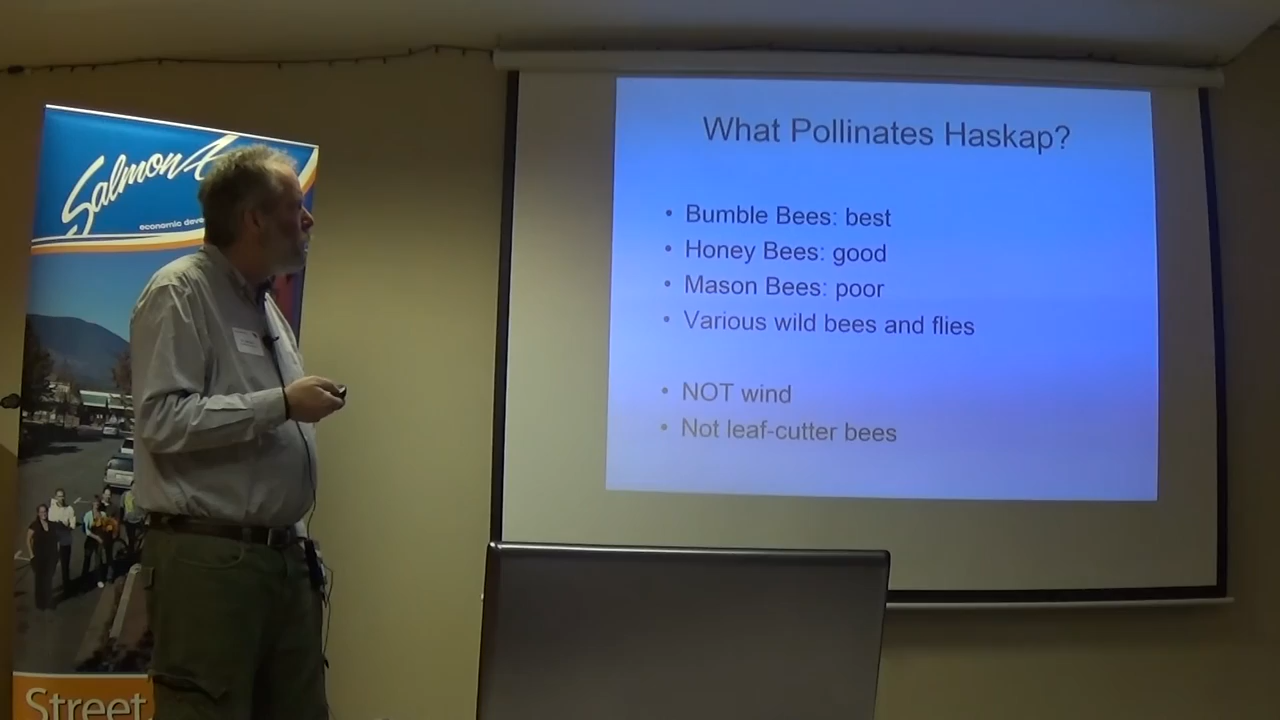 Salmon
economic
What Pollinates Haskap?
• Bumble Bees: best
• Honey Bees: good
• Mason Bees: poor
• Various wild bees and flies
• NOT wind
• Not leaf-cutter bees
Street